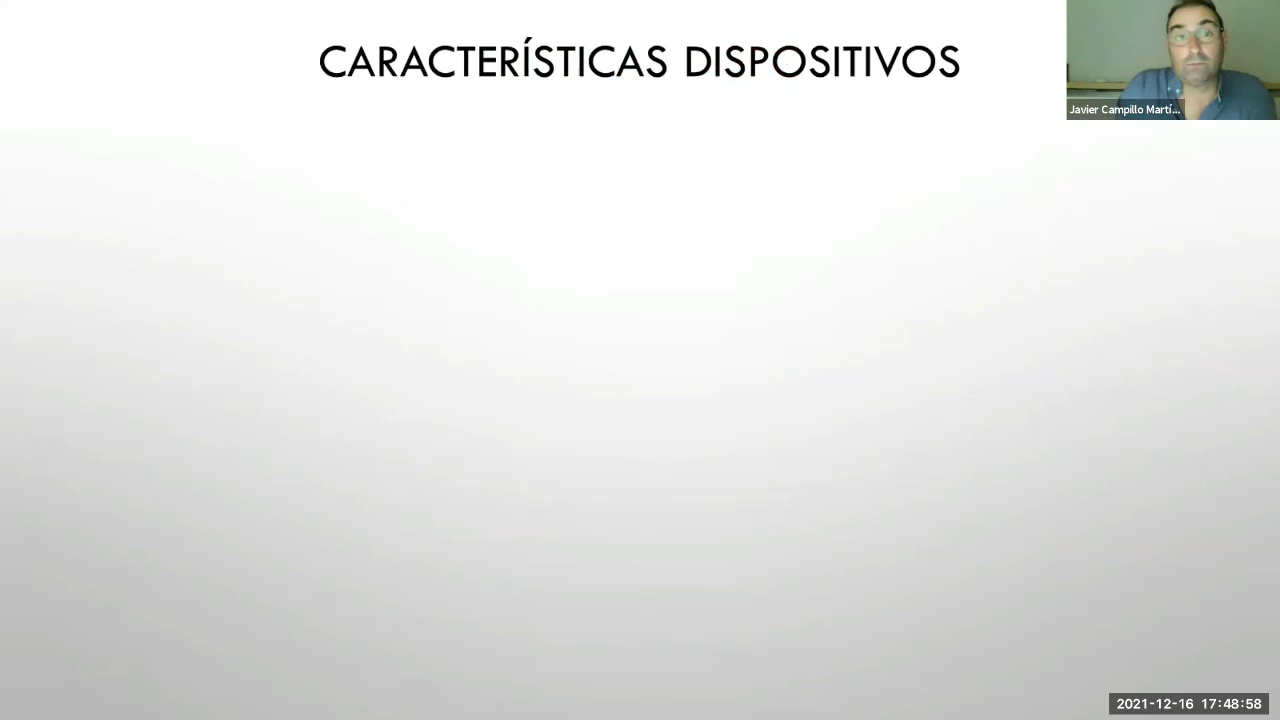 CARACTERÍSTICAS DISPOSITIVOS
Javier Campillo Martí...
2021-12-16 17:48:58